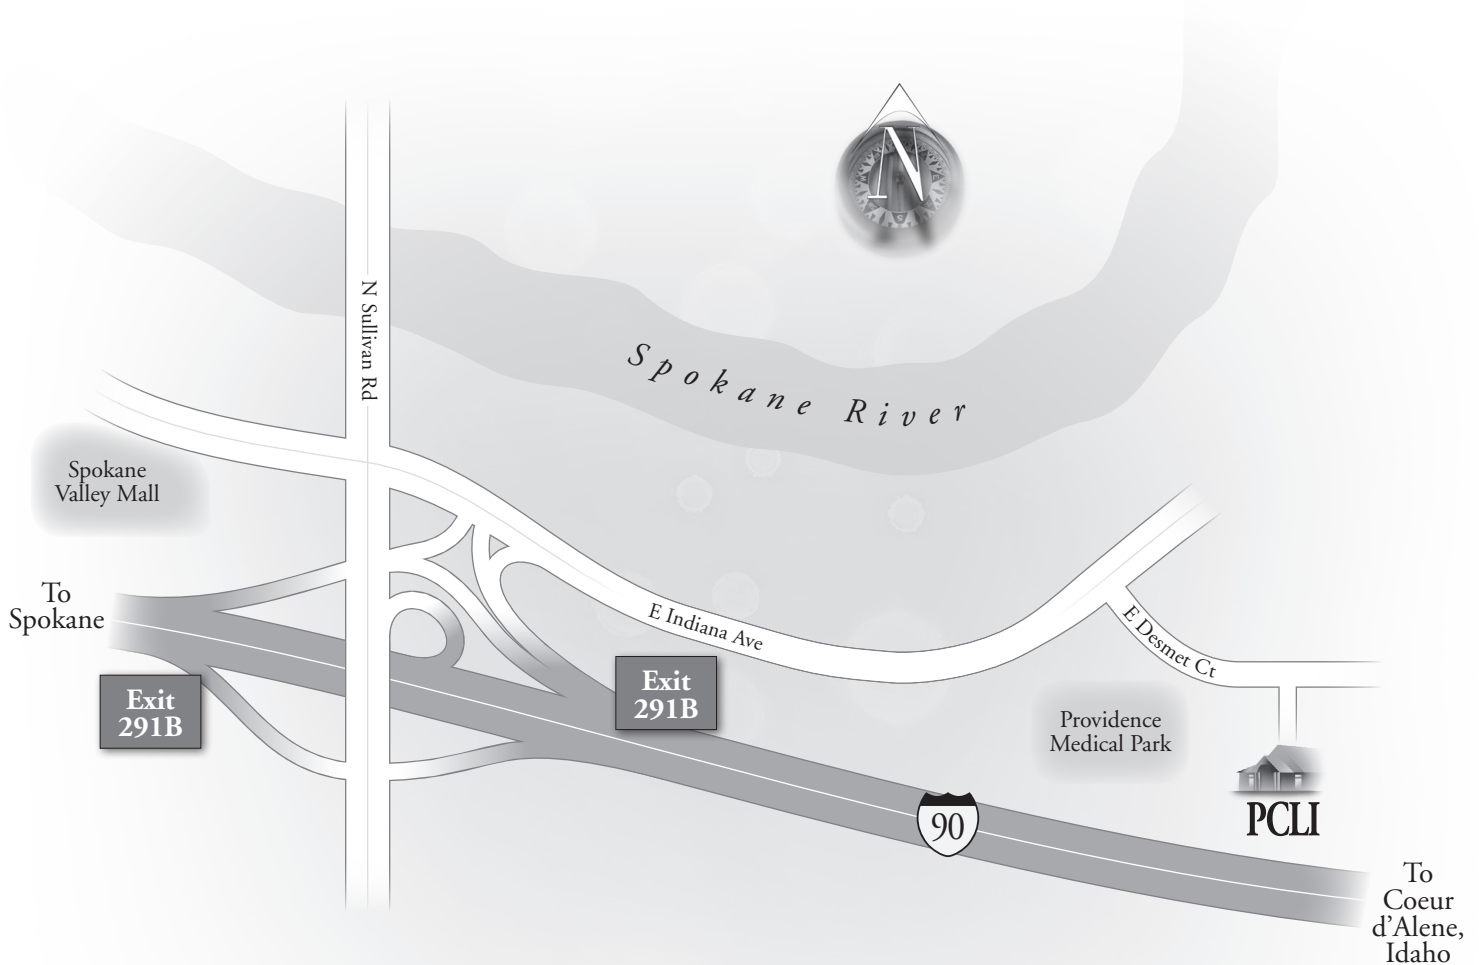 N
N Sullivan Rd
Spokane River
Spokane
Valley Mall
To
Spokane
E Indiana Ave
E Desmet Ct
Exit
291B
Exit
291B
Providence
Medical Park
PCLI
90
To
Coeur
d'Alene,
Idaho